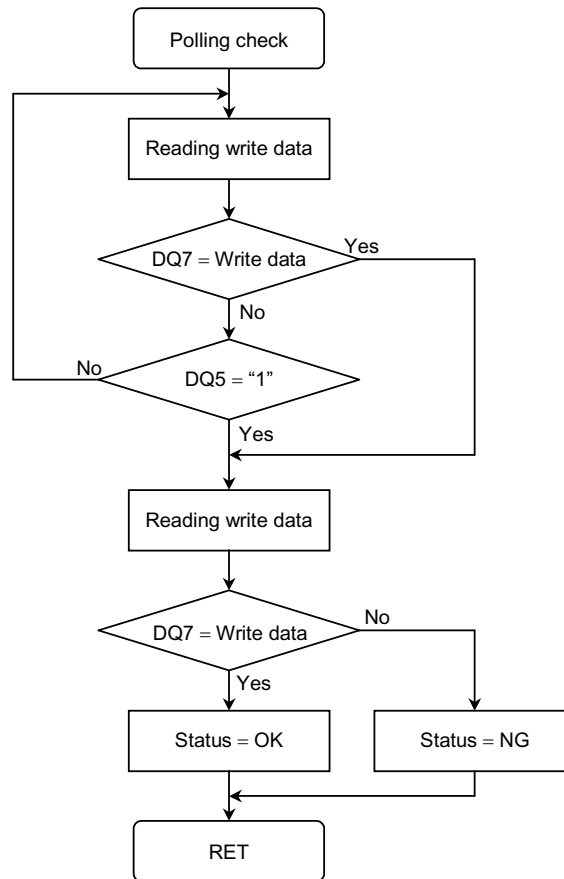 Polling check
Reading write data
DQ7 = Write data
Yes
No
No
DQ5 = “1”
Yes
Reading write data
DQ7 = Write data
No
Yes
Status = OK
Status = NG
RET